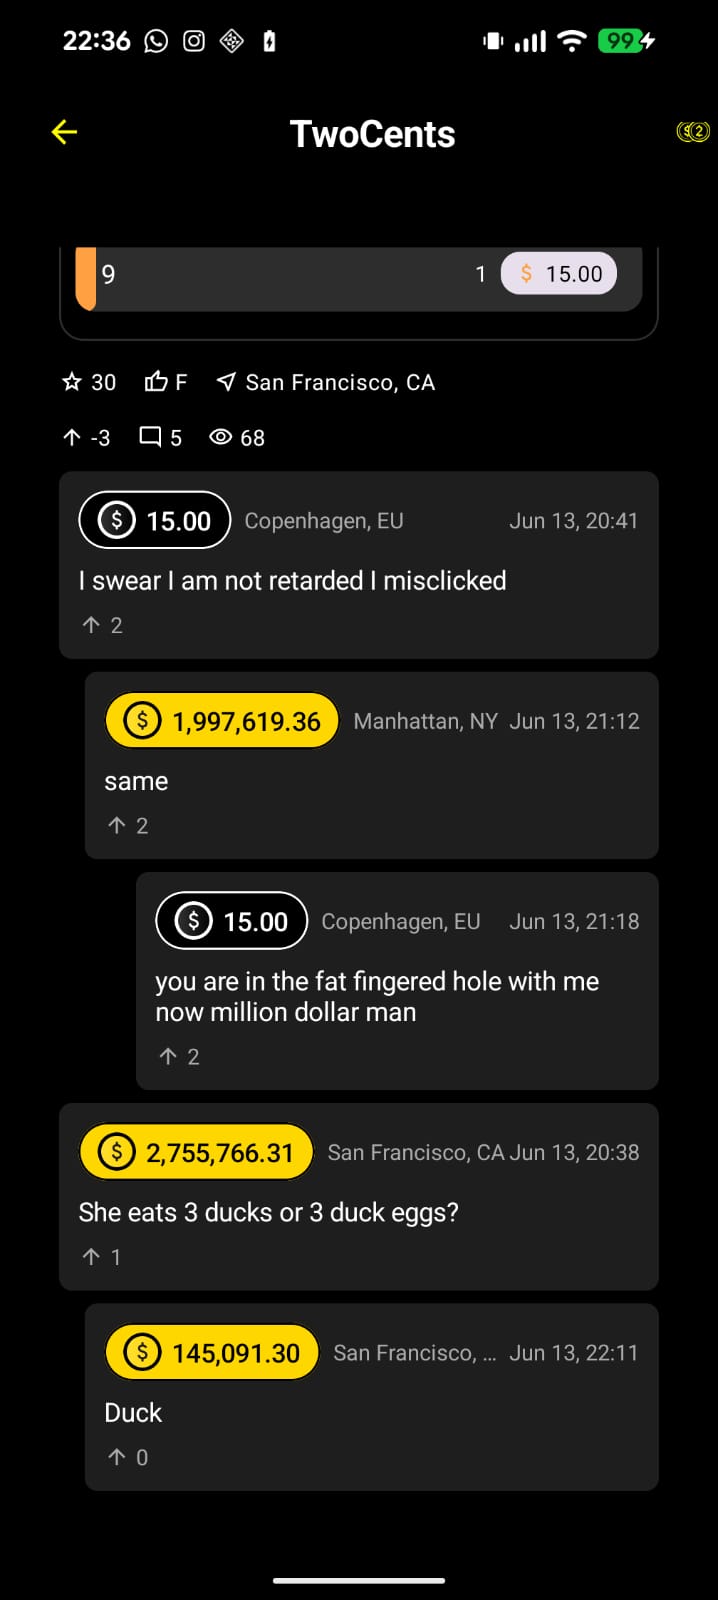 22:36
99
TwoCents
9 1 $ 15.00
30 F San Francisco, CA
-3 5 68
$ 15.00 Copenhagen, EU Jun 13, 20:41
I swear I am not retarded I misclicked
2
$ 1,997,619.36 Manhattan, NY Jun 13, 21:12
same
2
$ 15.00 Copenhagen, EU Jun 13, 21:18
you are in the fat fingered hole with me
now million dollar man
2
$ 2,755,766.31 San Francisco, CA Jun 13, 20:38
She eats 3 ducks or 3 duck eggs?
1
$ 145,091.30 San Francisco, ... Jun 13, 22:11
Duck
0